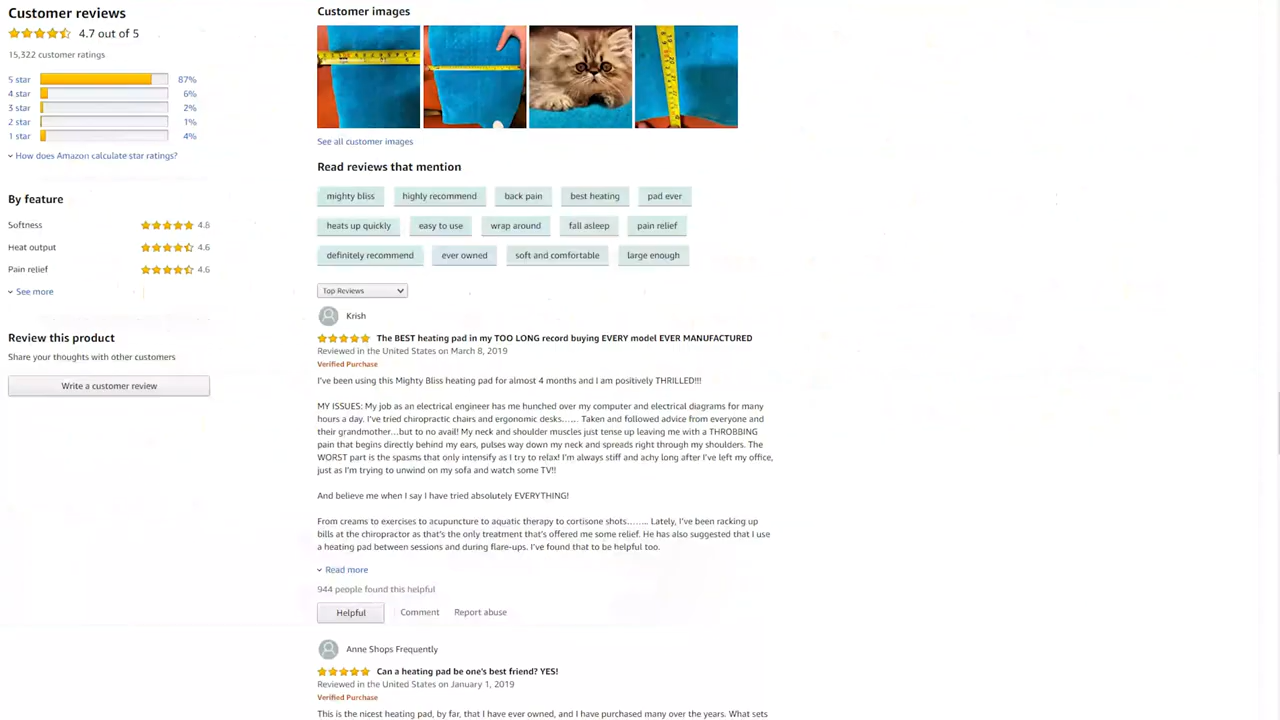 Customer reviews
4.7 out of 5
15,322 customer ratings
5 star 87%
4 star 6%
3 star 2%
2 star 1%
1 star 4%
How does Amazon calculate star ratings?
By feature
Softness 4.8
Heat output 4.6
Pain relief 4.6
See more
Review this product
Share your thoughts with other customers
Write a customer review
Customer images
See all customer images
Read reviews that mention
mighty bliss highly recommend back pain best heating pad ever
heats up quickly easy to use wrap around fall asleep pain relief
definitely recommend ever owned soft and comfortable large enough
Top Reviews
Krish
The BEST heating pad in my TOO LONG record buying EVERY model EVER MANUFACTURED
Reviewed in the United States on March 8, 2019
Verified Purchase
I've been using this Mighty Bliss heating pad for almost 4 months and I am positively THRILLED!!!
MY ISSUES: My job as an electrical engineer has me hunched over my computer and electrical diagrams for many
hours a day. I've tried chiropractic chairs and ergonomic desks...... Taken and followed advice from everyone and
their grandmother...but to no avail! My neck and shoulder muscles just tense up leaving me with a THROBBING
pain that begins directly behind my ears, pulses way down my neck and spreads right through my shoulders. The
WORST part is the spasms that only intensify as I try to relax! I'm always stiff and achy long after I've left my office,
just as I'm trying to unwind on my sofa and watch some TV!!
And believe me when I say I have tried absolutely EVERYTHING!
From creams to exercises to acupuncture to aquatic therapy to cortisone shots........ Lately, I've been racking up
bills at the chiropractor as that's the only treatment that's offered me some relief. He has also suggested that I use
a heating pad between sessions and during flare-ups. I've found that to be helpful too.
Read more
944 people found this helpful
Helpful Comment Report abuse
Anne Shops Frequently
Can a heating pad be one's best friend? YES!
Reviewed in the United States on January 1, 2019
Verified Purchase
This is the nicest heating pad, by far, that I have ever owned, and I have purchased many over the years. What sets